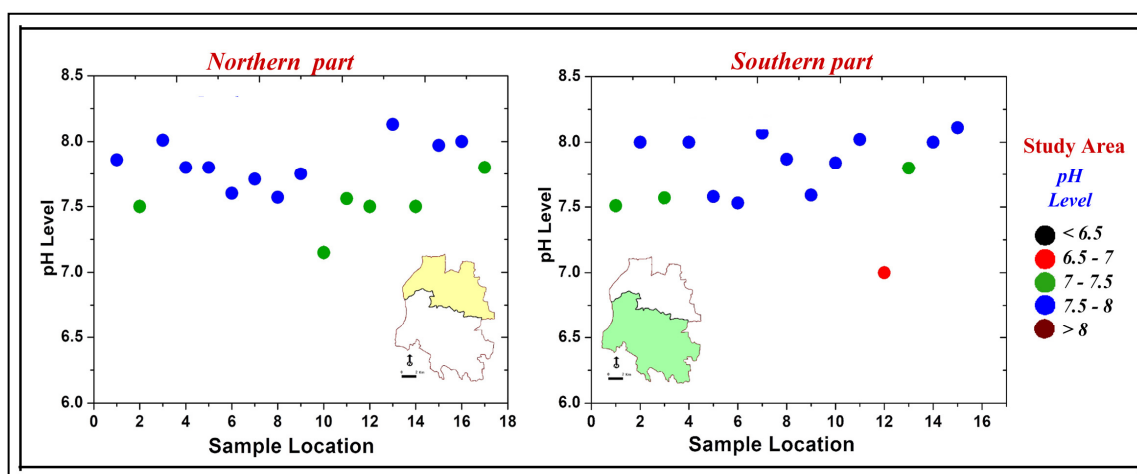 Northern part
8.5
8.0
7.5
7.0
6.5
6.0
pH Level
0 2 4 6 8 10 12 14 16 18
Sample Location
Southern part
8.5
8.0
7.5
7.0
6.5
6.0
pH Level
0 2 4 6 8 10 12 14 16
Sample Location
Study Area
pH
Level
< 6.5
6.5 - 7
7 - 7.5
7.5 - 8
> 8